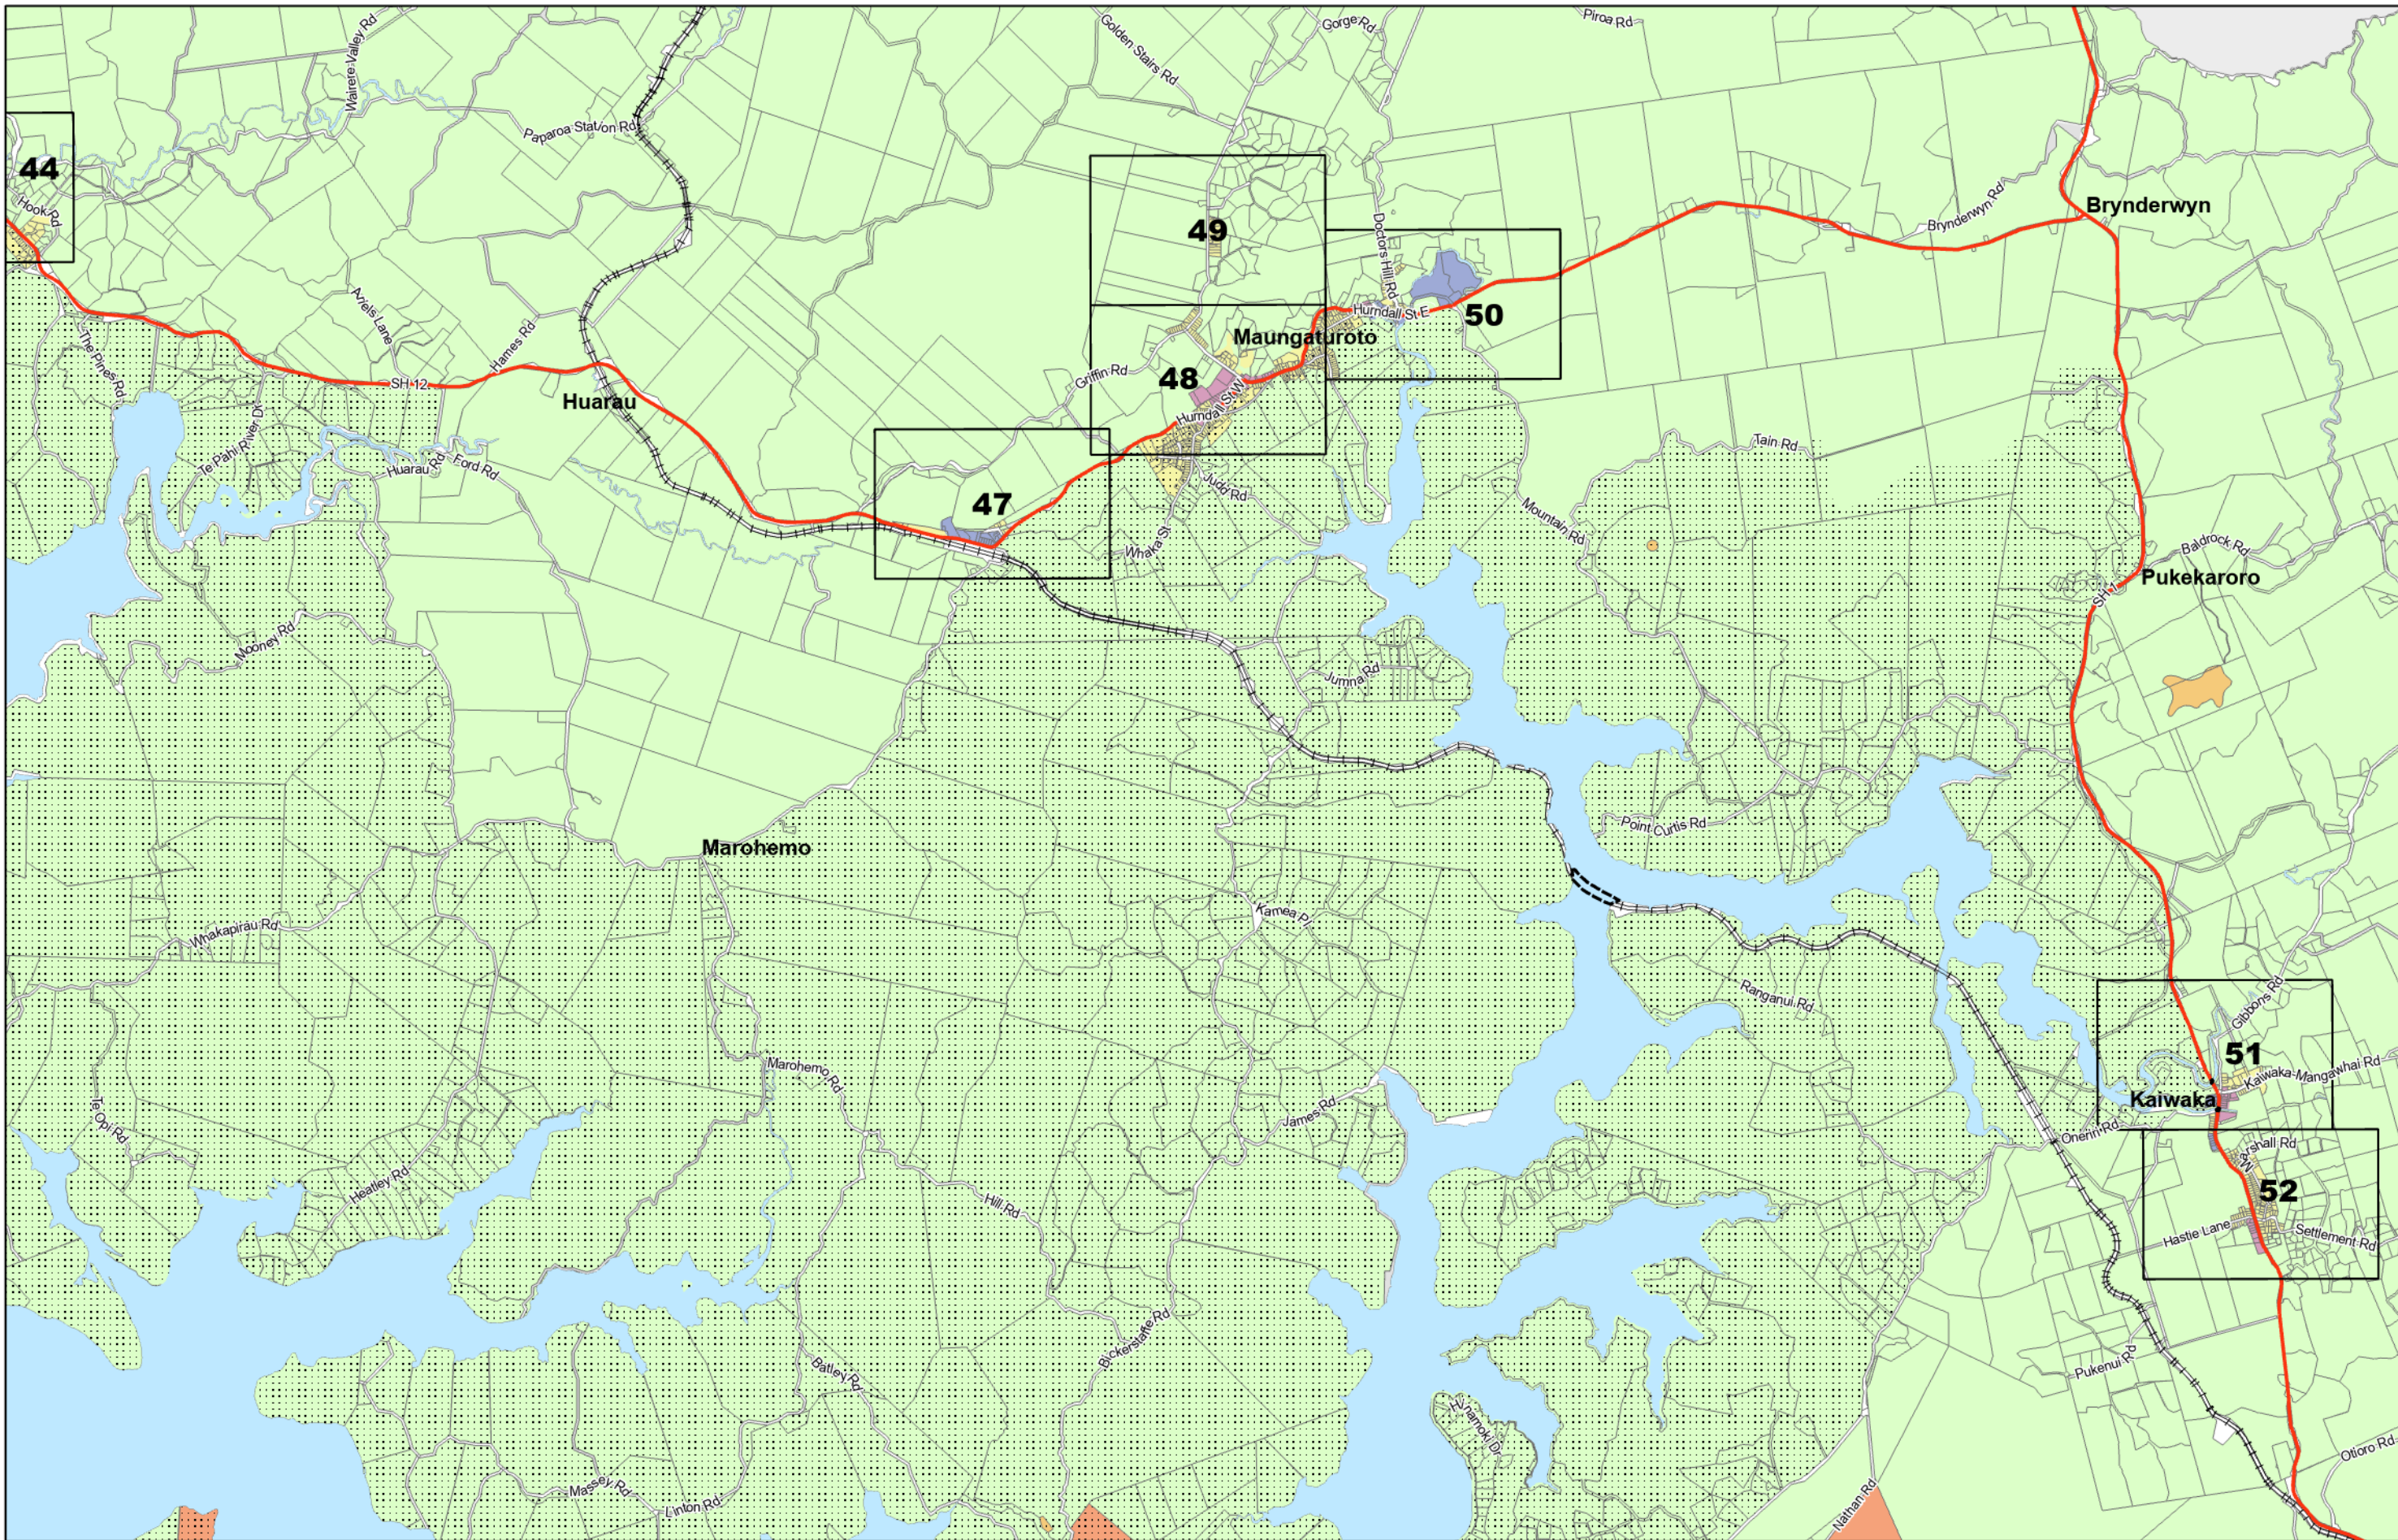 Wairere Valley Rd
Golden Stairs Rd
Gorge Rd
Piroa Rd
Paparoa Station Rd
44
Hook Rd
49
Doctors Hill Rd
Brynderwyn Rd
Brynderwyn
Ariels Lane
The Pines Rd
Hames Rd
SH 12
Huarau
Maungaturoto
Hurndall St E
50
Griffin Rd
48
Hurndall St W
Te Pahi River Dr
Huarau Rd
Ford Rd
47
Judd Rd
Whaka St
Tain Rd
Mountain Rd
Baldrock Rd
Pukekaroro
SH 1
Mooney Rd
Jumna Rd
Point Curtis Rd
Marohemo
Whakapirau Rd
Kamea Pl
Ranganui Rd
Gibbons Rd
51
Kaiwaka-Mangawhai Rd
Kaiwaka
Marohemo Rd
James Rd
Te Opi Rd
Oneriri Rd
Marshall Rd
Heatley Rd
Hill Rd
52
Hastie Lane
Settlement Rd
Bickerstaffe Rd
Batley Rd
Pukenui Rd
Hinamoki Dr
Massey Rd
Linton Rd
Nathan Rd
Otioro Rd